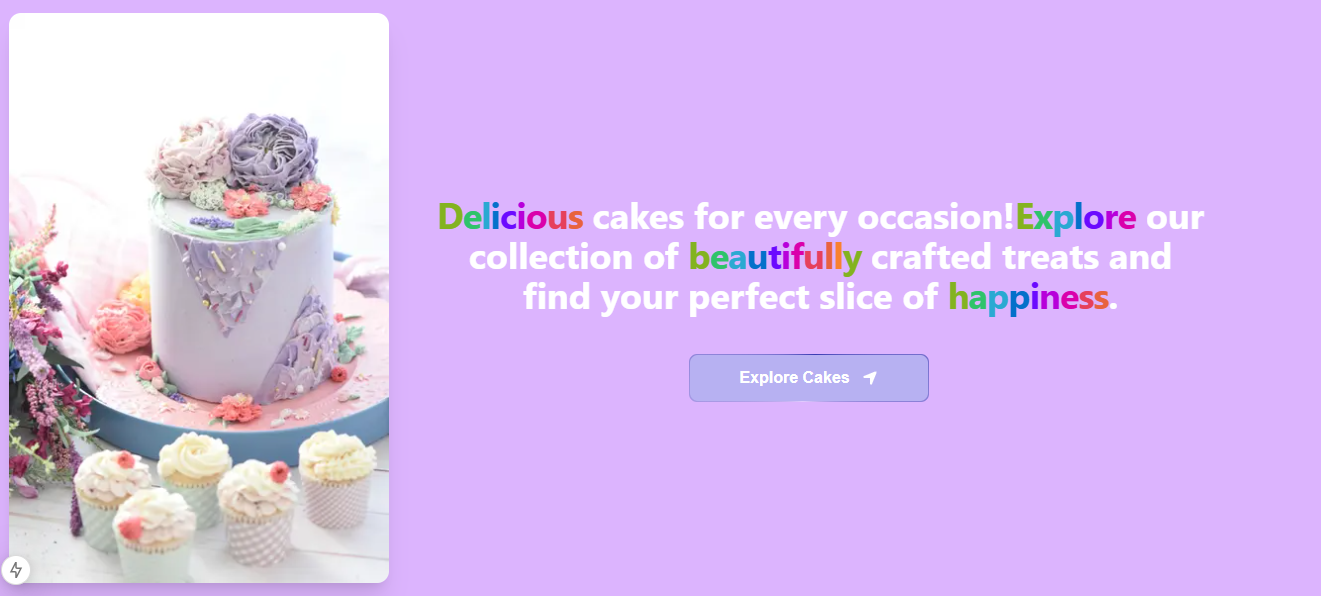 Delicious cakes for every occasion!Explore our
collection of beautifully crafted treats and
find your perfect slice of happiness.
Explore Cakes